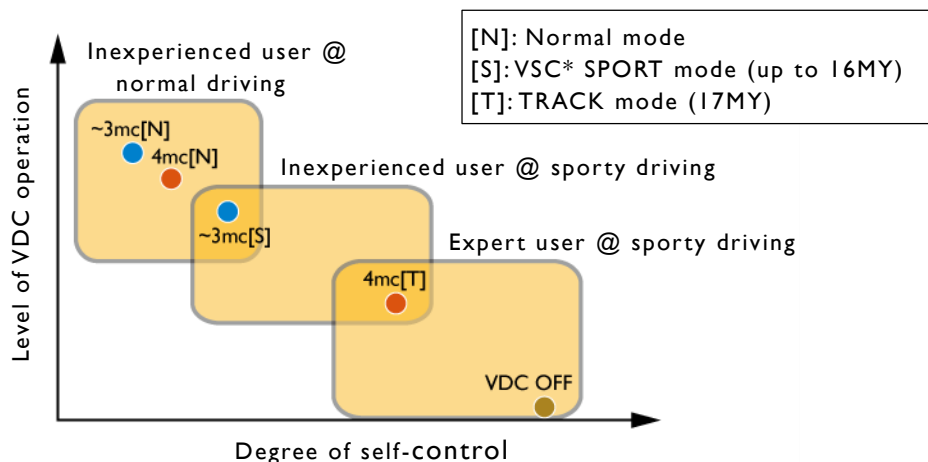 [N]: Normal mode
[S]: VSC* SPORT mode (up to 16MY)
[T]: TRACK mode (17MY)
Inexperienced user @
normal driving
~3mc[N]
4mc[N]
Inexperienced user @ sporty driving
~3mc[S]
Expert user @ sporty driving
4mc[T]
VDC OFF
Level of VDC operation
Degree of self-control